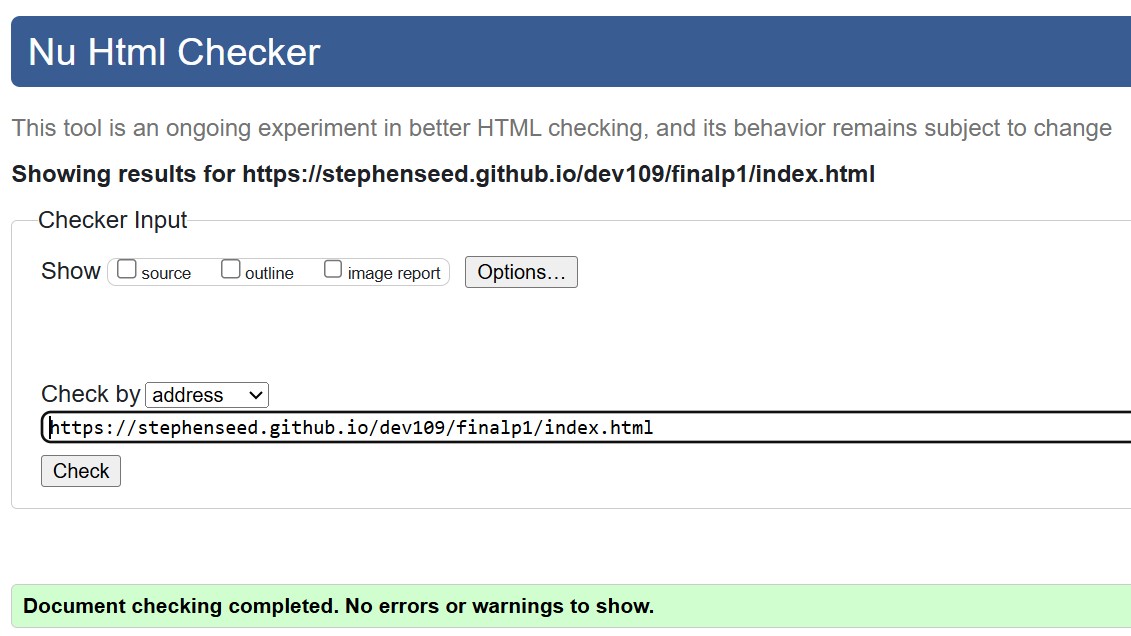 Nu Html Checker
This tool is an ongoing experiment in better HTML checking, and its behavior remains subject to change
Showing results for https://stephenseed.github.io/dev109/finalp1/index.html
Checker Input
Show source outline image report Options…
Check by address
https://stephenseed.github.io/dev109/finalp1/index.html
Check
Document checking completed. No errors or warnings to show.